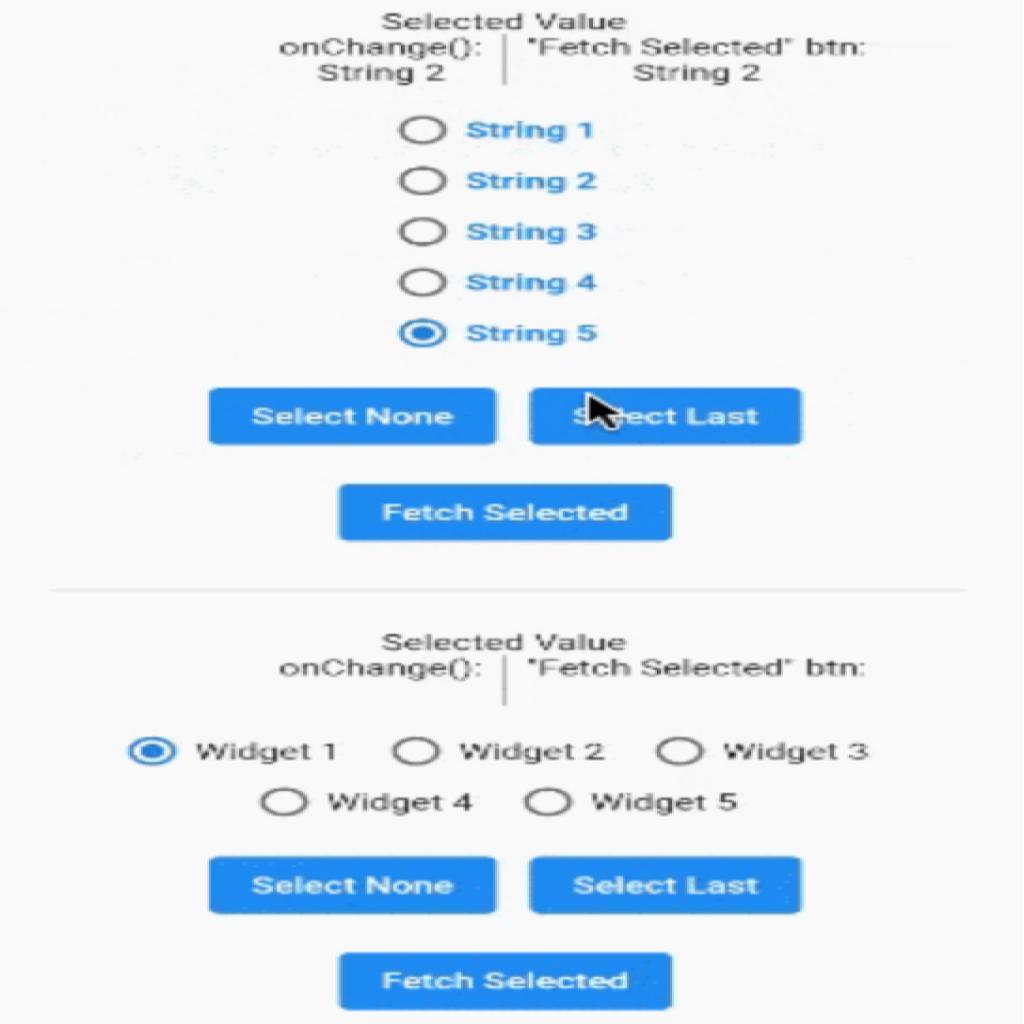 Selected Value
onChange(): "Fetch Selected" btn:
String 2 String 2
String 1
String 2
String 3
String 4
String 5
Select None Select Last
Fetch Selected
Selected Value
onChange(): "Fetch Selected" btn:
Widget 1 Widget 2 Widget 3
Widget 4 Widget 5
Select None Select Last
Fetch Selected